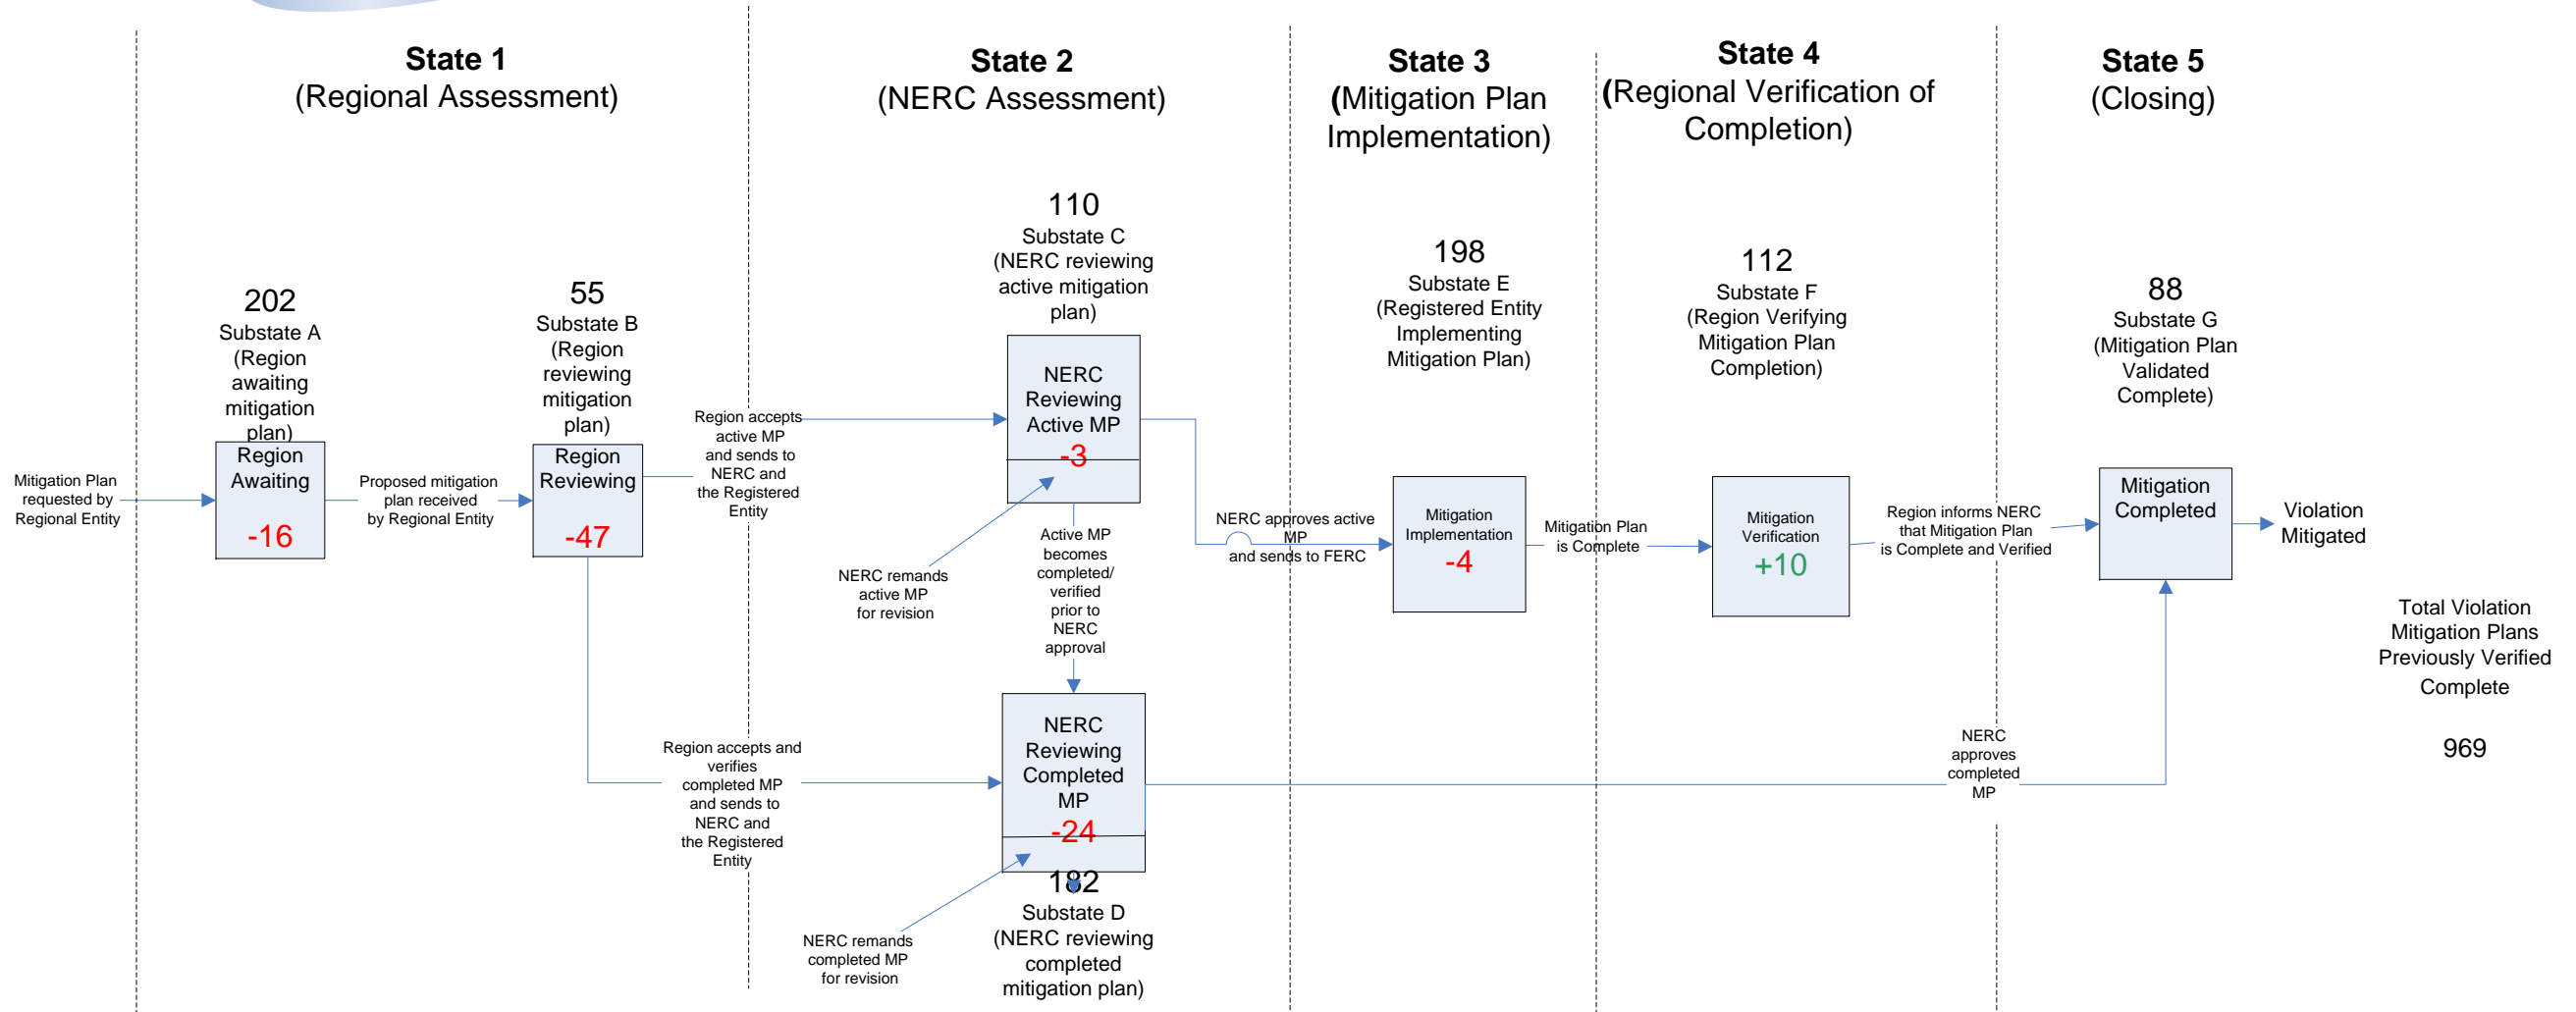 State 1
(Regional Assessment)
State 2
(NERC Assessment)
State 3
(Mitigation Plan
Implementation)
State 4
(Regional Verification of
Completion)
State 5
(Closing)
Mitigation Plan
requested by
Regional Entity
202
Substate A
(Region
awaiting
mitigation
plan)
Region
Awaiting
-16
Proposed mitigation
plan received
by Regional Entity
55
Substate B
(Region
reviewing
mitigation
plan)
Region
Reviewing
-47
Region accepts
active MP
and sends to
NERC and
the Registered
Entity
Region accepts and
verifies
completed MP
and sends to
NERC and
the Registered
Entity
110
Substate C
(NERC reviewing
active mitigation
plan)
NERC
Reviewing
Active MP
-3
NERC remands
active MP
for revision
Active MP
becomes
completed/
verified
prior to
NERC
approval
NERC
Reviewing
Completed
MP
-24
182
Substate D
(NERC reviewing
completed
mitigation plan)
NERC remands
completed MP
for revision
NERC approves active
MP
and sends to FERC
198
Substate E
(Registered Entity
Implementing
Mitigation Plan)
Mitigation
Implementation
-4
Mitigation Plan
is Complete
112
Substate F
(Region Verifying
Mitigation Plan
Completion)
Mitigation
Verification
+10
Region informs NERC
that Mitigation Plan
is Complete and Verified
NERC
approves
completed
MP
88
Substate G
(Mitigation Plan
Validated
Complete)
Mitigation
Completed
Violation
Mitigated
Total Violation
Mitigation Plans
Previously Verified
Complete
969